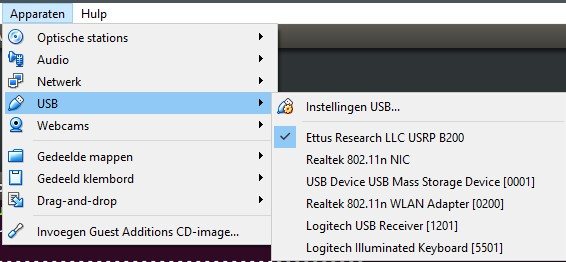 Apparaten Hulp
Optische stations
Audio
Netwerk
USB
Webcams
Gedeelde mappen
Gedeeld klembord
Drag-and-drop
Invoegen Guest Additions CD-image...
Instellingen USB...
Ettus Research LLC USRP B200
Realtek 802.11n NIC
USB Device USB Mass Storage Device [0001]
Realtek 802.11n WLAN Adapter [0200]
Logitech USB Receiver [1201]
Logitech Illuminated Keyboard [5501]